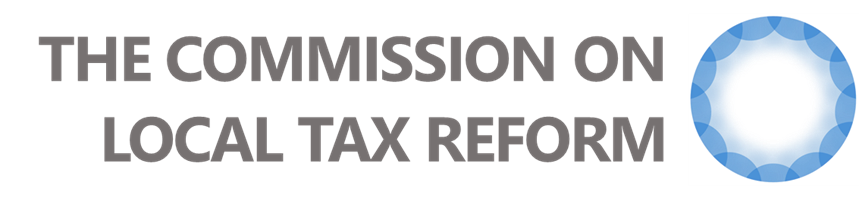 THE COMMISSION ON
LOCAL TAX REFORM